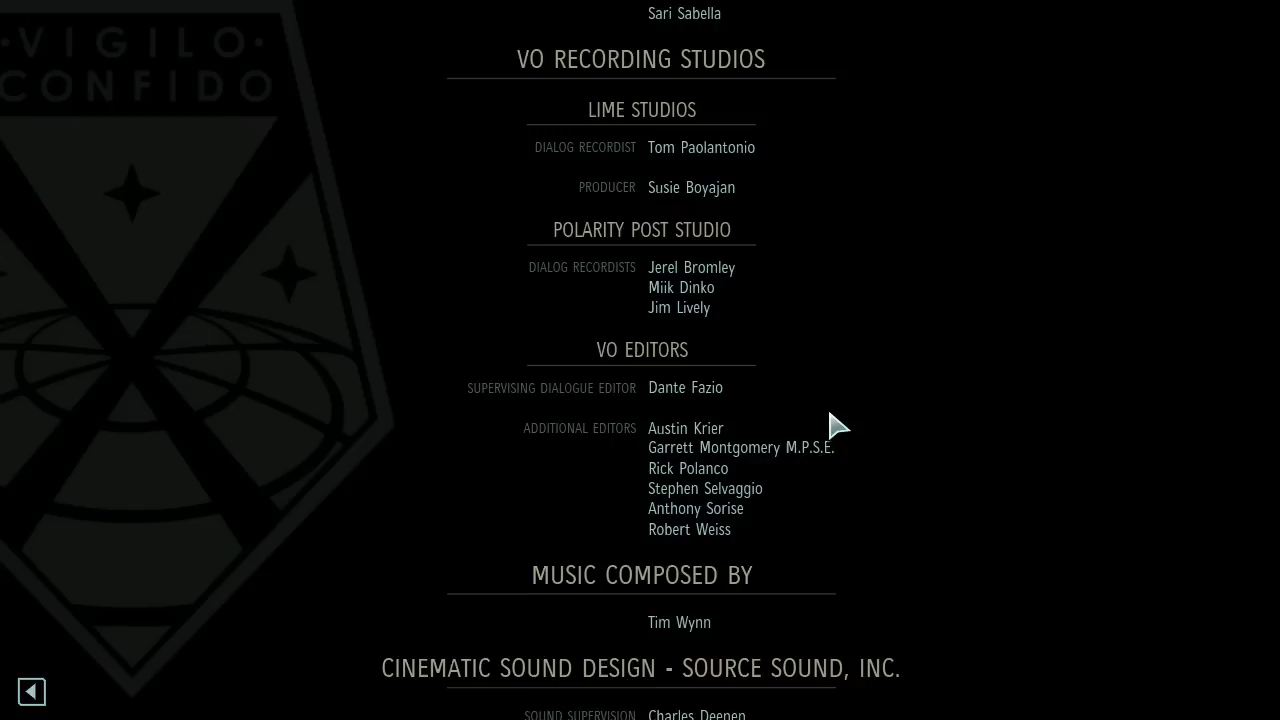 ·VIGILO·
CONFIDO
Sari Sabella
VO RECORDING STUDIOS
LIME STUDIOS
DIALOG RECORDIST Tom Paolantonio
PRODUCER Susie Boyajan
POLARITY POST STUDIO
DIALOG RECORDISTS Jerel Bromley
Miik Dinko
Jim Lively
VO EDITORS
SUPERVISING DIALOGUE EDITOR Dante Fazio
ADDITIONAL EDITORS Austin Krier
Garrett Montgomery M.P.S.E.
Rick Polanco
Stephen Selvaggio
Anthony Sorise
Robert Weiss
MUSIC COMPOSED BY
Tim Wynn
CINEMATIC SOUND DESIGN - SOURCE SOUND, INC.
SOUND SUPERVISION Charles Deenen